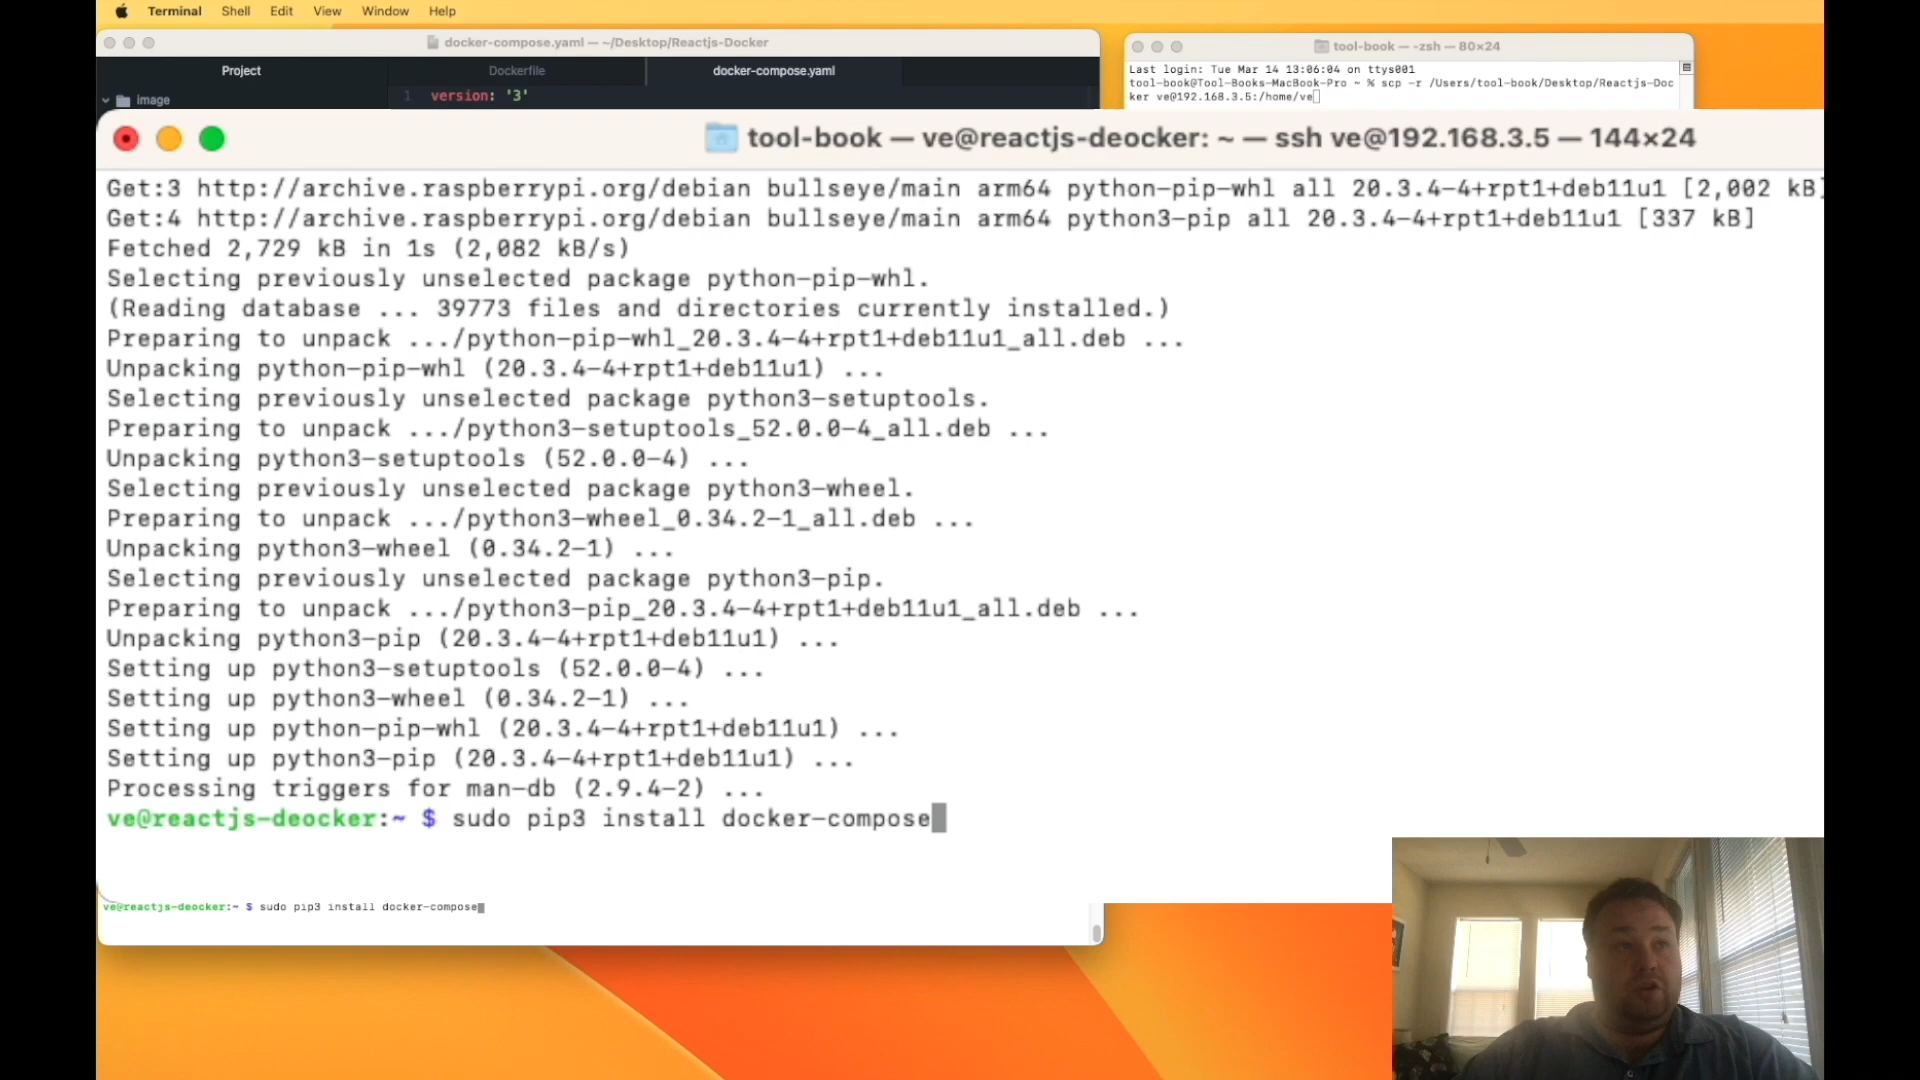 Terminal Shell Edit View Window Help
docker-compose.yaml — ~/Desktop/Reactjs-Docker
Project
Dockerfile
docker-compose.yaml
image
1 version: '3'
tool-book — -zsh — 80×24
Last login: Tue Mar 14 13:06:04 on ttys001
tool-book@Tool-Books-MacBook-Pro ~ % scp -r /Users/tool-book/Desktop/Reactjs-Doc
ker ve@192.168.3.5:/home/ve
tool-book — ve@reactjs-deocker: ~ — ssh ve@192.168.3.5 — 144×24
Get:3 http://archive.raspberrypi.org/debian bullseye/main arm64 python-pip-whl all 20.3.4-4+rpt1+deb11u1 [2,002 kB]
Get:4 http://archive.raspberrypi.org/debian bullseye/main arm64 python3-pip all 20.3.4-4+rpt1+deb11u1 [337 kB]
Fetched 2,729 kB in 1s (2,082 kB/s)
Selecting previously unselected package python-pip-whl.
(Reading database ... 39773 files and directories currently installed.)
Preparing to unpack .../python-pip-whl_20.3.4-4+rpt1+deb11u1_all.deb ...
Unpacking python-pip-whl (20.3.4-4+rpt1+deb11u1) ...
Selecting previously unselected package python3-setuptools.
Preparing to unpack .../python3-setuptools_52.0.0-4_all.deb ...
Unpacking python3-setuptools (52.0.0-4) ...
Selecting previously unselected package python3-wheel.
Preparing to unpack .../python3-wheel_0.34.2-1_all.deb ...
Unpacking python3-wheel (0.34.2-1) ...
Selecting previously unselected package python3-pip.
Preparing to unpack .../python3-pip_20.3.4-4+rpt1+deb11u1_all.deb ...
Unpacking python3-pip (20.3.4-4+rpt1+deb11u1) ...
Setting up python3-setuptools (52.0.0-4) ...
Setting up python3-wheel (0.34.2-1) ...
Setting up python-pip-whl (20.3.4-4+rpt1+deb11u1) ...
Setting up python3-pip (20.3.4-4+rpt1+deb11u1) ...
Processing triggers for man-db (2.9.4-2) ...
ve@reactjs-deocker:~ $ sudo pip3 install docker-compose
ve@reactjs-deocker:~ $ sudo pip3 install docker-compose